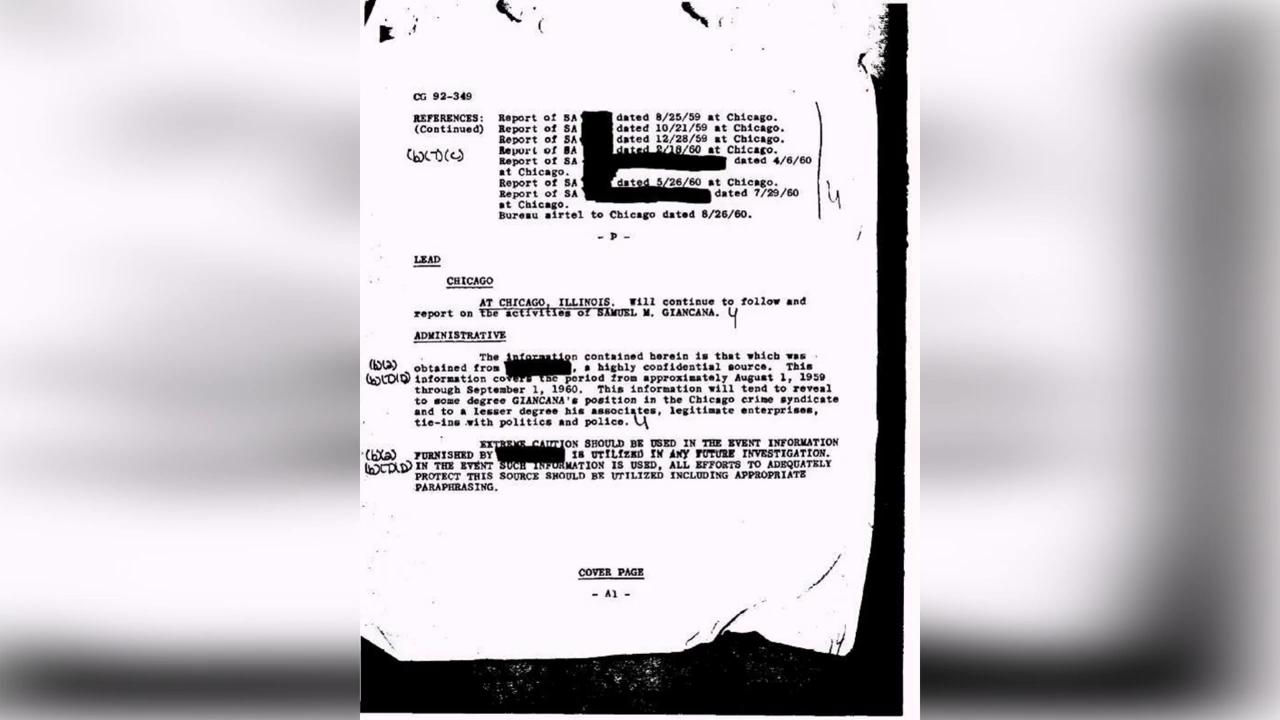 CG 92-349
REFERENCES: Report of SA dated 8/25/59 at Chicago.
(Continued) Report of SA dated 10/21/59 at Chicago.
Report of SA dated 12/28/59 at Chicago.
(b)(7)(c) Report of SA dated 2/18/60 at Chicago.
Report of SA dated 4/6/60
at Chicago.
Report of SA dated 5/26/60 at Chicago.
Report of SA dated 7/29/60
at Chicago.
Bureau airtel to Chicago dated 8/26/60.
- P -
LEAD
CHICAGO
AT CHICAGO, ILLINOIS. Will continue to follow and
report on the activities of SAMUEL M. GIANCANA.
ADMINISTRATIVE
The information contained herein is that which was
(b)(2) obtained from , a highly confidential source. This
(b)(7)(D) information covers the period from approximately August 1, 1959
through September 1, 1960. This information will tend to reveal
to some degree GIANCANA's position in the Chicago crime syndicate
and to a lesser degree his associates, legitimate enterprises,
tie-ins with politics and police.
EXTREME CAUTION SHOULD BE USED IN THE EVENT INFORMATION
(b)(2) FURNISHED BY IS UTILIZED IN ANY FUTURE INVESTIGATION.
(b)(7)(D) IN THE EVENT SUCH INFORMATION IS USED, ALL EFFORTS TO ADEQUATELY
PROTECT THIS SOURCE SHOULD BE UTILIZED INCLUDING APPROPRIATE
PARAPHRASING.
COVER PAGE
- A1 -